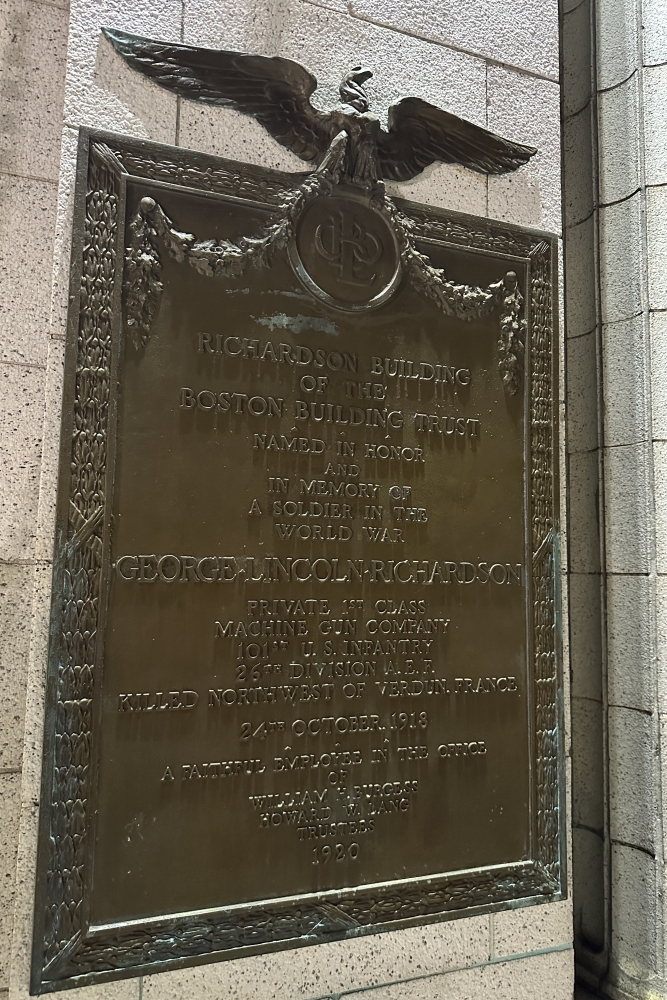 RICHARDSON BUILDING
OF THE
BOSTON BUILDING TRUST
NAMED IN HONOR
AND
IN MEMORY OF
A SOLDIER IN THE
WORLD WAR
GEORGE·LINCOLN·RICHARDSON
PRIVATE 1ST CLASS
MACHINE GUN COMPANY
101ST U.S. INFANTRY
26TH DIVISION A.E.F.
KILLED NORTHWEST OF VERDUN, FRANCE
24TH OCTOBER, 1918
A FAITHFUL EMPLOYEE IN THE OFFICE
OF
WILLIAM H. BURGESS
HOWARD W. LANG
TRUSTEES
1920